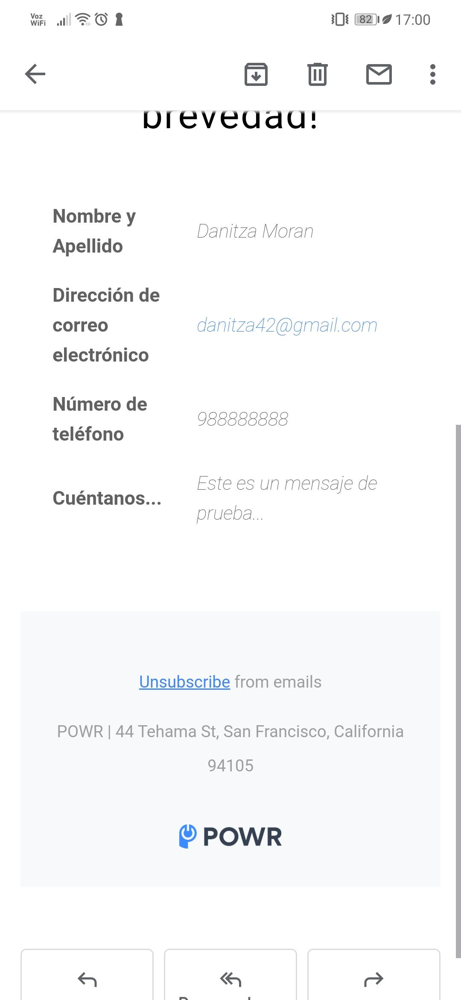 Voz
WiFi
82
17:00
brevedad!
Nombre y
Apellido
Danitza Moran
Dirección de
correo
electrónico
danitza42@gmail.com
Número de
teléfono
988888888
Cuéntanos...
Este es un mensaje de
prueba...
Unsubscribe from emails
POWR | 44 Tehama St, San Francisco, California
94105
POWR